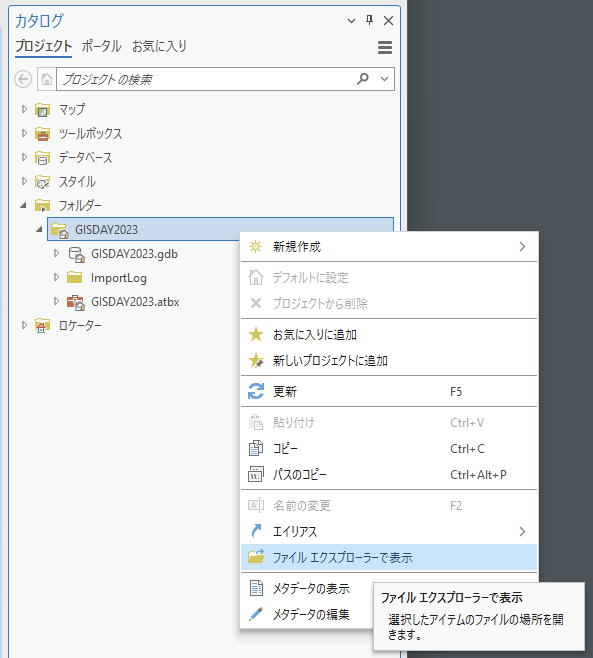 カタログ
プロジェクト ポータル お気に入り
プロジェクトの検索
マップ
ツールボックス
データベース
スタイル
フォルダー
GISDAY2023
GISDAY2023.gdb
ImportLog
GISDAY2023.atbx
ロケーター
新規作成
デフォルトに設定
プロジェクトから削除
お気に入りに追加
新しいプロジェクトに追加
更新 F5
貼り付け Ctrl+V
コピー Ctrl+C
パスのコピー Ctrl+Alt+P
名前の変更 F2
エイリアス
ファイル エクスプローラーで表示
メタデータの表示
メタデータの編集
ファイル エクスプローラーで表示
選択したアイテムのファイルの場所を開
きます。